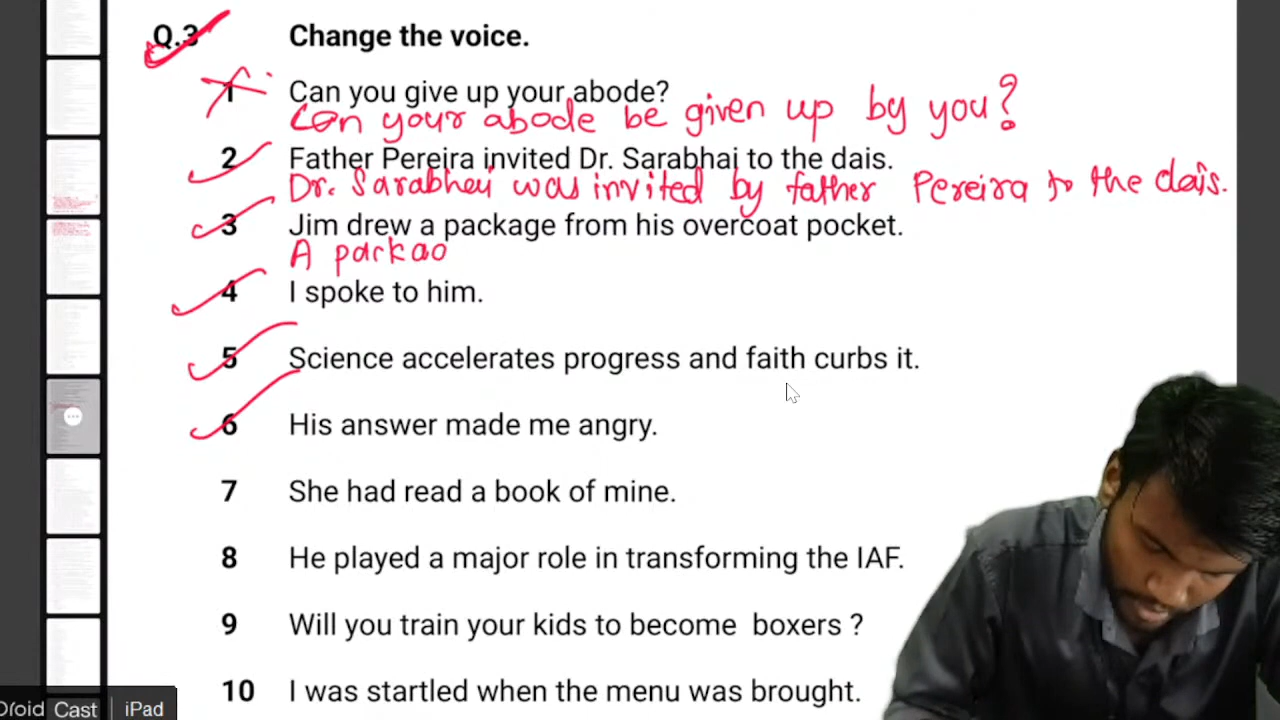 Q.3 Change the voice.
1 Can you give up your abode?
Can your abode be given up by you?
2 Father Pereira invited Dr. Sarabhai to the dais.
Dr. Sarabhai was invited by father Pereira to the dais.
3 Jim drew a package from his overcoat pocket.
A packao
4 I spoke to him.
5 Science accelerates progress and faith curbs it.
6 His answer made me angry.
7 She had read a book of mine.
8 He played a major role in transforming the IAF.
9 Will you train your kids to become boxers ?
10 I was startled when the menu was brought.
Droid Cast iPad